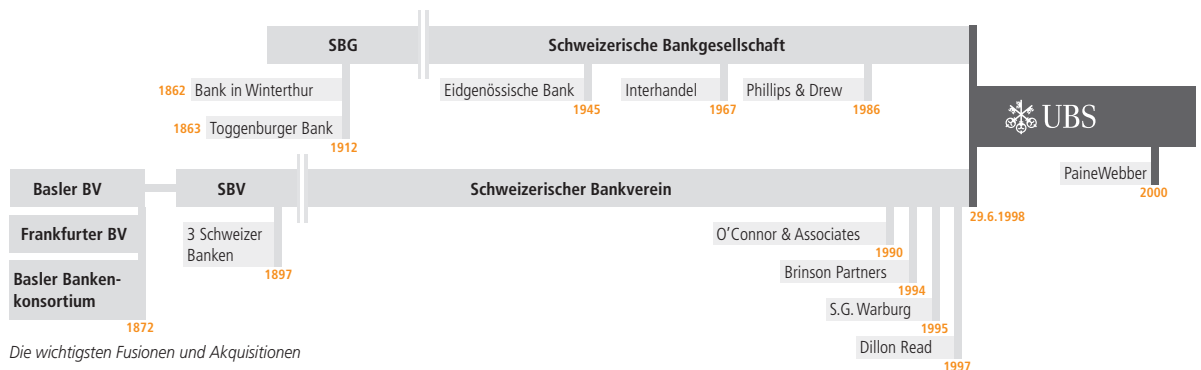 SBG
Schweizerische Bankgesellschaft
1862 Bank in Winterthur
Eidgenössische Bank
1945
Interhandel
1967
Phillips & Drew
1986
1863 Toggenburger Bank
1912
UBS
PaineWebber
2000
29.6.1998
Basler BV
SBV
Schweizerischer Bankverein
Frankfurter BV
Basler Banken-
konsortium
1872
3 Schweizer
Banken
1897
O’Connor & Associates
1990
Brinson Partners
1994
S.G. Warburg
1995
Dillon Read
1997
Die wichtigsten Fusionen und Akquisitionen